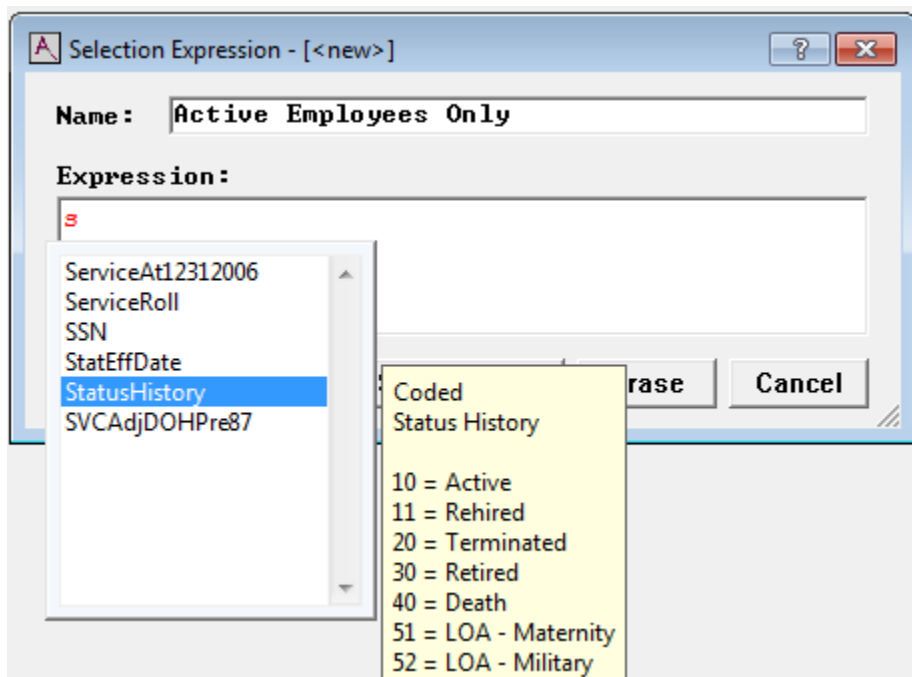 Selection Expression - [<new>]
Name: Active Employees Only
Expression:
s
ServiceAt12312006
ServiceRoll
SSN
StatEffDate
StatusHistory
SVCAdjDOHPre87
rase
Cancel
Coded
Status History
10 = Active
11 = Rehired
20 = Terminated
30 = Retired
40 = Death
51 = LOA - Maternity
52 = LOA - Military